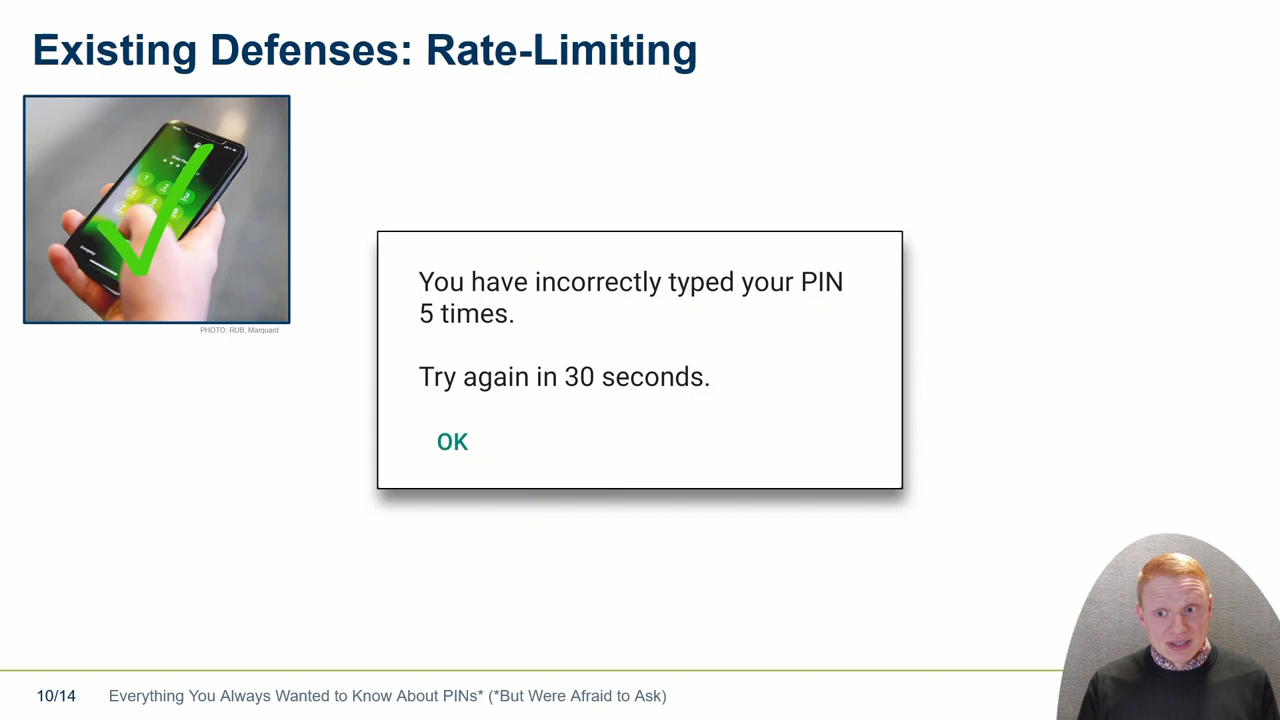 Existing Defenses: Rate-Limiting
PHOTO: RUB, Marquard
You have incorrectly typed your PIN
5 times.
Try again in 30 seconds.
OK
10/14
Everything You Always Wanted to Know About PINs* (*But Were Afraid to Ask)